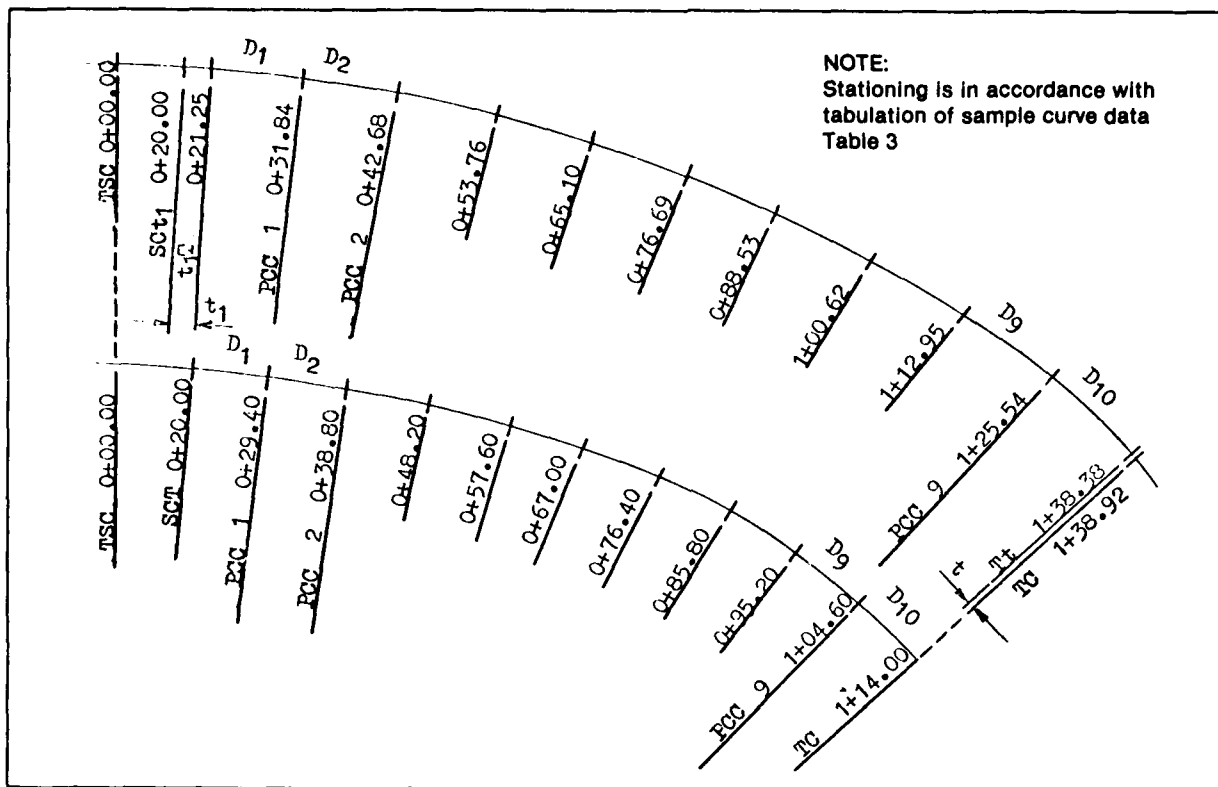 NOTE:
Stationing is in accordance with
tabulation of sample curve data
Table 3
D1
D2
TSC 0+00.00
SCt1 0+20.00
0+21.25
PCC 1 0+31.84
PCC 2 0+42.68
0+53.76
0+65.10
0+76.69
0+88.53
1+00.62
1+12.95
D9
PCC 9 1+25.54
D10
Tt 1+38.38
TC 1+38.92
t
t1
D1
D2
TSC 0+00.00
SCT 0+20.00
PCC 1 0+29.40
PCC 2 0+38.80
0+48.20
0+57.60
0+67.00
0+76.40
0+85.80
0+95.20
D9
PCC 9 1+04.60
D10
TC 1+14.00